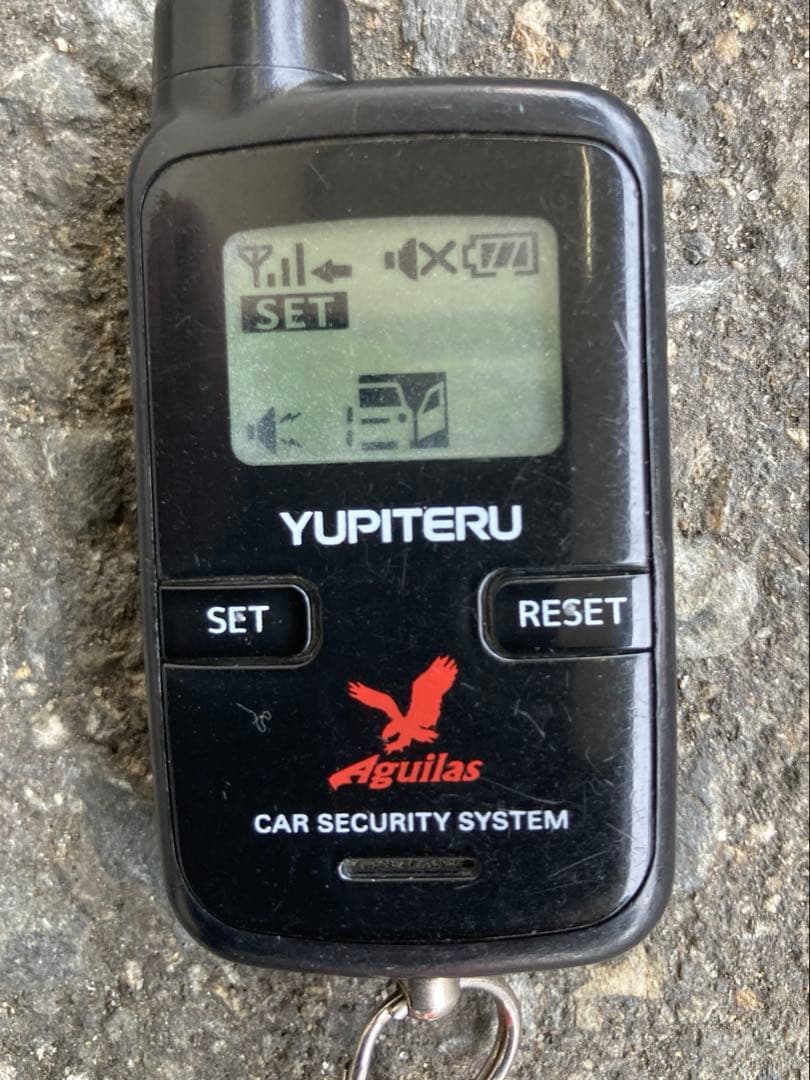 SET
YUPITERU
SET
RESET
Aguilas
CAR SECURITY SYSTEM